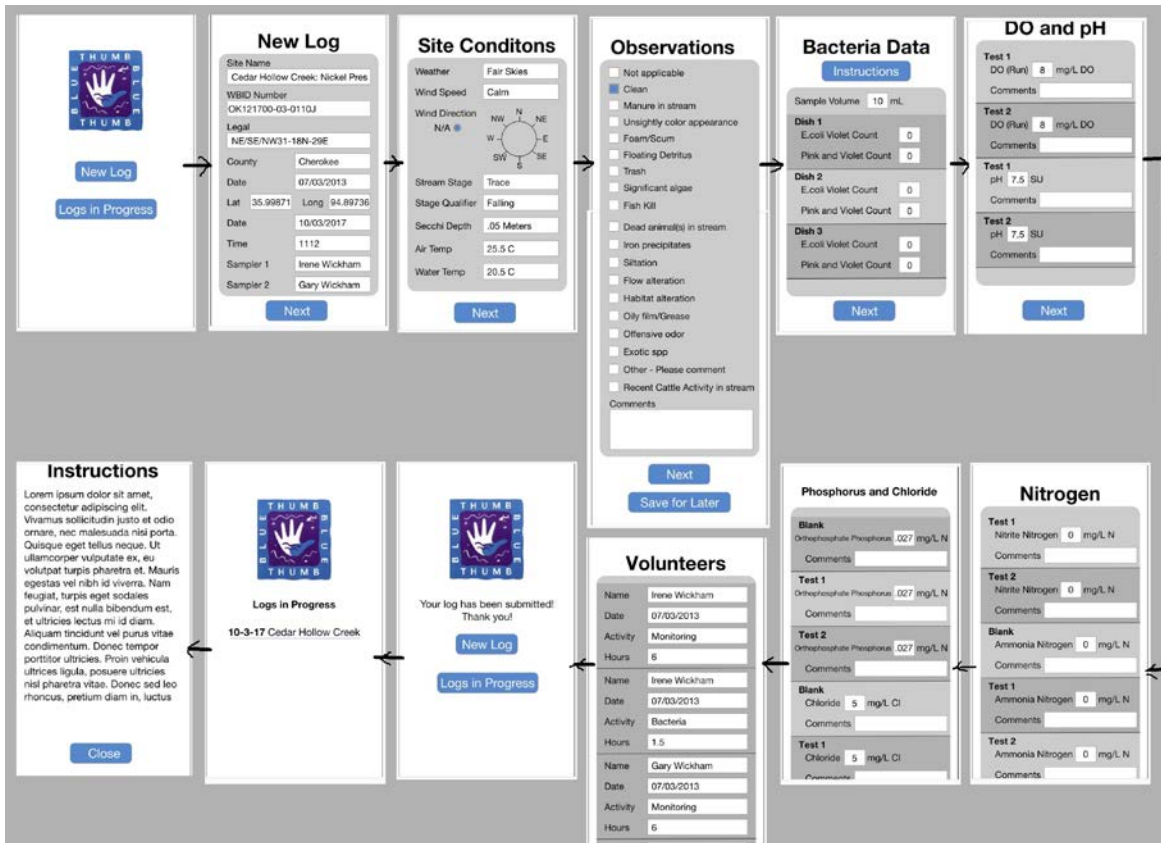 THUMB
BLUE
BLUE
THUMB
New Log
Logs in Progress
New Log
Site Name
Cedar Hollow Creek: Nickel Pres
WBID Number
OK121700-03-0110J
Legal
NE/SE/NW31-18N-29E
County Cherokee
Date 07/03/2013
Lat 35.99871 Long 94.89736
Date 10/03/2017
Time 1112
Sampler 1 Irene Wickham
Sampler 2 Gary Wickham
Next
Site Conditons
Weather Fair Skies
Wind Speed Calm
Wind Direction
N/A
N
NE
E
SE
S
SW
W
NW
Stream Stage Trace
Stage Qualifier Falling
Secchi Depth .05 Meters
Air Temp 25.5 C
Water Temp 20.5 C
Next
Observations
Not applicable
Clean
Manure in stream
Unsightly color appearance
Foam/Scum
Floating Detritus
Trash
Significant algae
Fish Kill
Dead animal(s) in stream
Iron precipitates
Siltation
Flow alteration
Habitat alteration
Oily film/Grease
Offensive odor
Exotic spp
Other - Please comment
Recent Cattle Activity in stream
Comments
Next
Save for Later
Bacteria Data
Instructions
Sample Volume 10 mL
Dish 1
E.coli Violet Count 0
Pink and Violet Count 0
Dish 2
E.coli Violet Count 0
Pink and Violet Count 0
Dish 3
E.coli Violet Count 0
Pink and Violet Count 0
Next
DO and pH
Test 1
DO (Run) 8 mg/L DO
Comments
Test 2
DO (Run) 8 mg/L DO
Comments
Test 1
pH 7.5 SU
Test 2
pH 7.5 SU
Comments
Next
Nitrogen
Test 1
Nitrite Nitrogen 0 mg/L N
Comments
Test 2
Nitrite Nitrogen 0 mg/L N
Comments
Blank
Ammonia Nitrogen 0 mg/L N
Comments
Test 1
Ammonia Nitrogen 0 mg/L N
Comments
Test 2
Ammonia Nitrogen 0 mg/L N
Comments
Phosphorus and Chloride
Blank
Orthophosphate Phosphorus .027 mg/L N
Comments
Test 1
Orthophosphate Phosphorus .027 mg/L N
Comments
Test 2
Orthophosphate Phosphorus .027 mg/L N
Comments
Blank
Chloride 5 mg/L Cl
Comments
Test 1
Chloride 5 mg/L Cl
Comments
Volunteers
Name Irene Wickham
Date 07/03/2013
Activity Monitoring
Hours 6
Name Irene Wickham
Date 07/03/2013
Activity Bacteria
Hours 1.5
Name Gary Wickham
Date 07/03/2013
Activity Monitoring
Hours 6
THUMB
BLUE
BLUE
THUMB
Your log has been submitted!
Thank you!
New Log
Logs in Progress
THUMB
BLUE
BLUE
THUMB
Logs in Progress
10-3-17 Cedar Hollow Creek
Instructions
Lorem ipsum dolor sit amet,
consectetur adipiscing elit.
Vivamus sollicitudin justo et odio
ornare, nec malesuada nisi porta.
Quisque eget tellus neque. Ut
ullamcorper vulputate ex, eu
volutpat turpis pharetra et. Mauris
egestas vel nibh id viverra. Nam
feugiat, turpis eget sodales
pulvinar, est nulla bibendum est,
et ultricies lectus mi id diam.
Aliquam tincidunt vel purus vitae
condimentum. Donec tempor
porttitor ultricies. Proin vehicula
ultrices ligula, posuere ultricies
nisl pharetra vitae. Donec sed leo
rhoncus, pretium diam in, luctus
Close